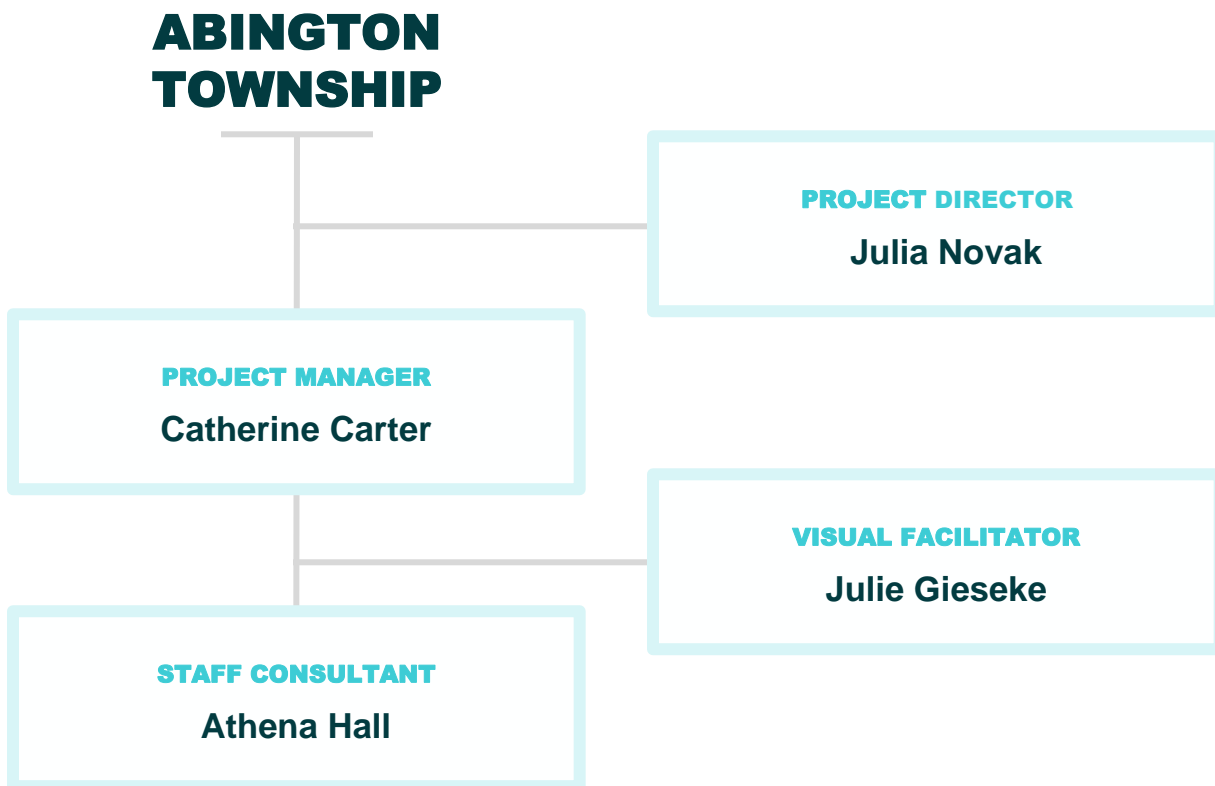 ABINGTON
TOWNSHIP
PROJECT DIRECTOR
Julia Novak
PROJECT MANAGER
Catherine Carter
VISUAL FACILITATOR
Julie Gieseke
STAFF CONSULTANT
Athena Hall